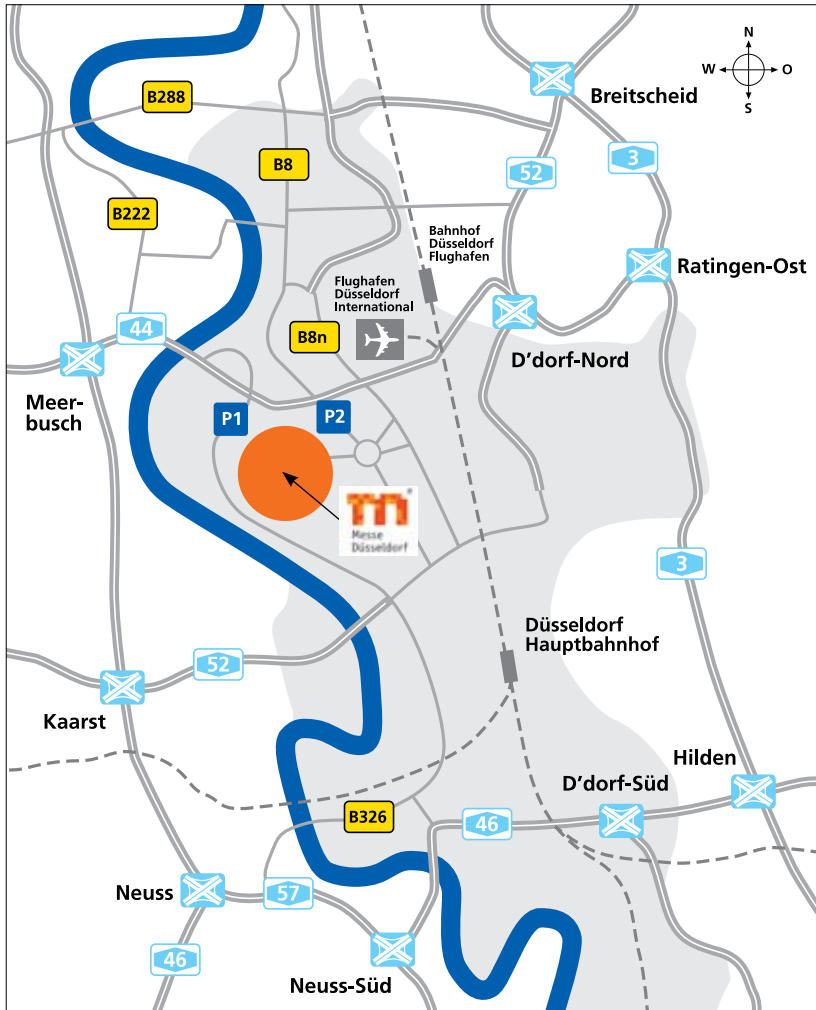 N
W
O
S
B288
Breitscheid
B8
3
52
B222
Bahnhof
Düsseldorf
Flughafen
Ratingen-Ost
Flughafen
Düsseldorf
International
44
B8n
D'dorf-Nord
Meer-
busch
P1
P2
m
Messe
Düsseldorf
3
Düsseldorf
Hauptbahnhof
52
Kaarst
Hilden
D'dorf-Süd
B326
46
Neuss
57
46
Neuss-Süd